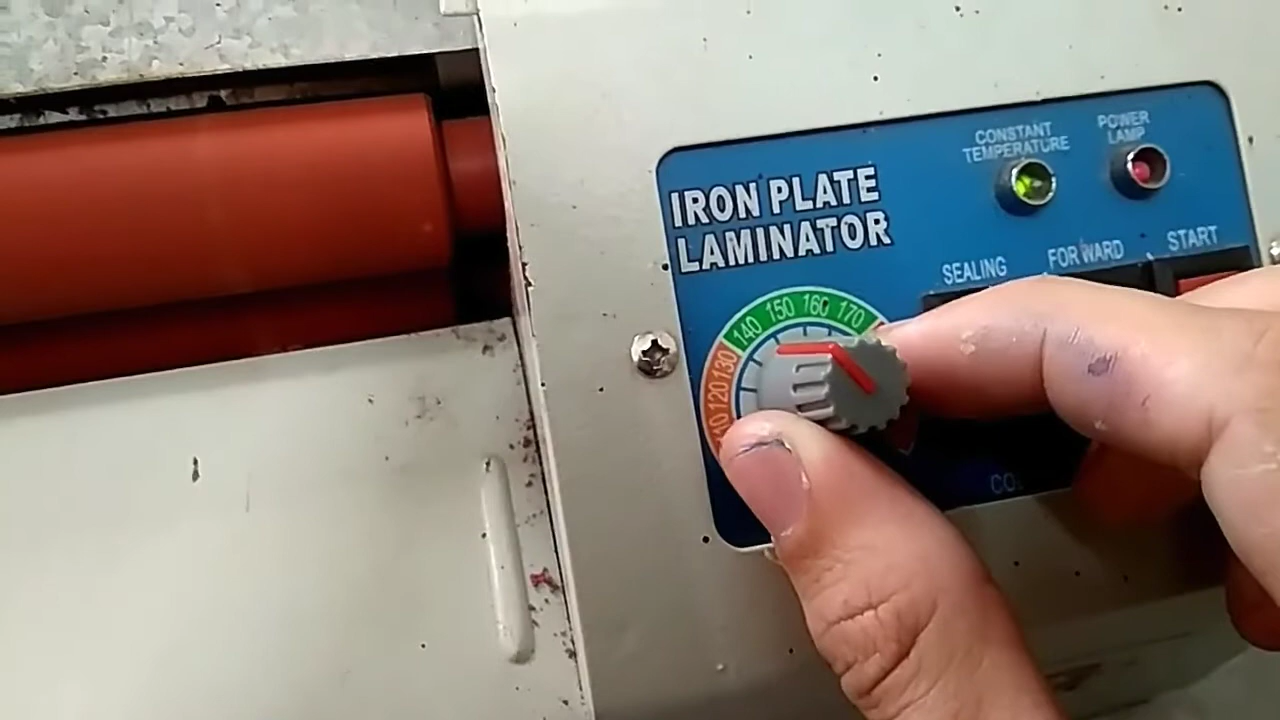 CONSTANT
TEMPERATURE
POWER
LAMP
IRON PLATE
LAMINATOR
SEALING
FORWARD
START
120 130 140 150 160 170